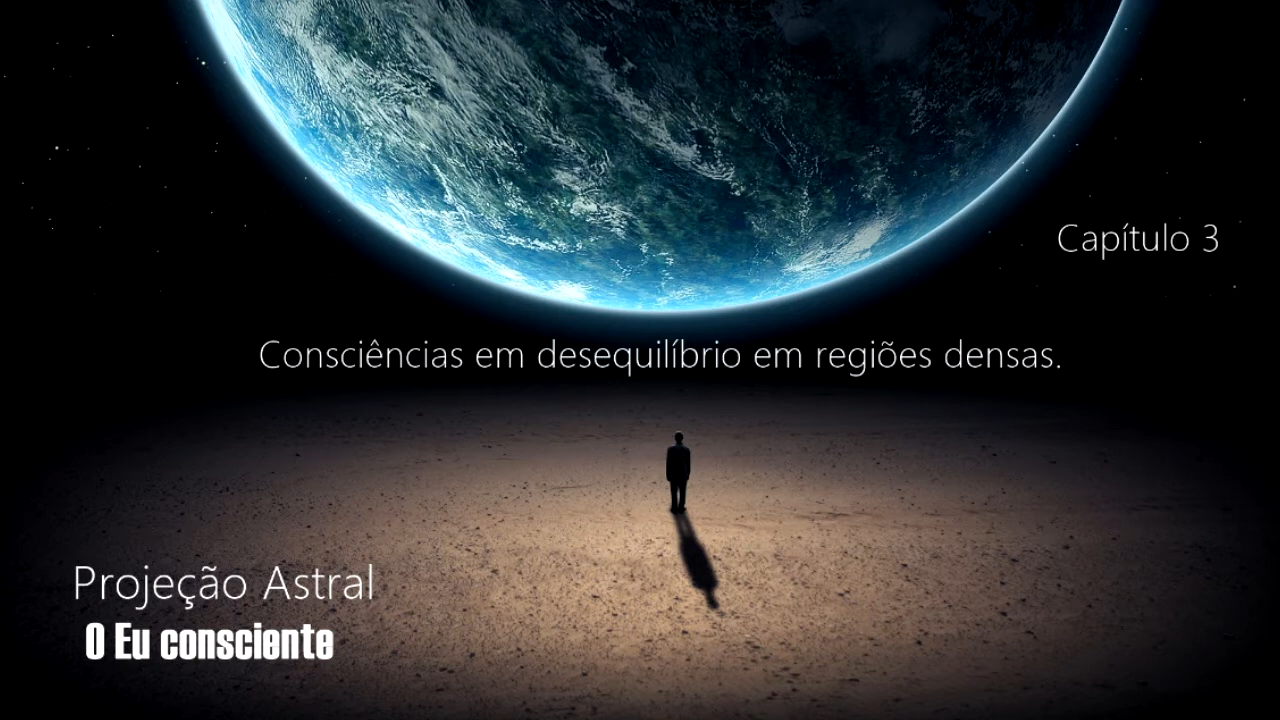 Capítulo 3
Consciências em desequilíbrio em regiões densas.
Projeção Astral
O Eu consciente